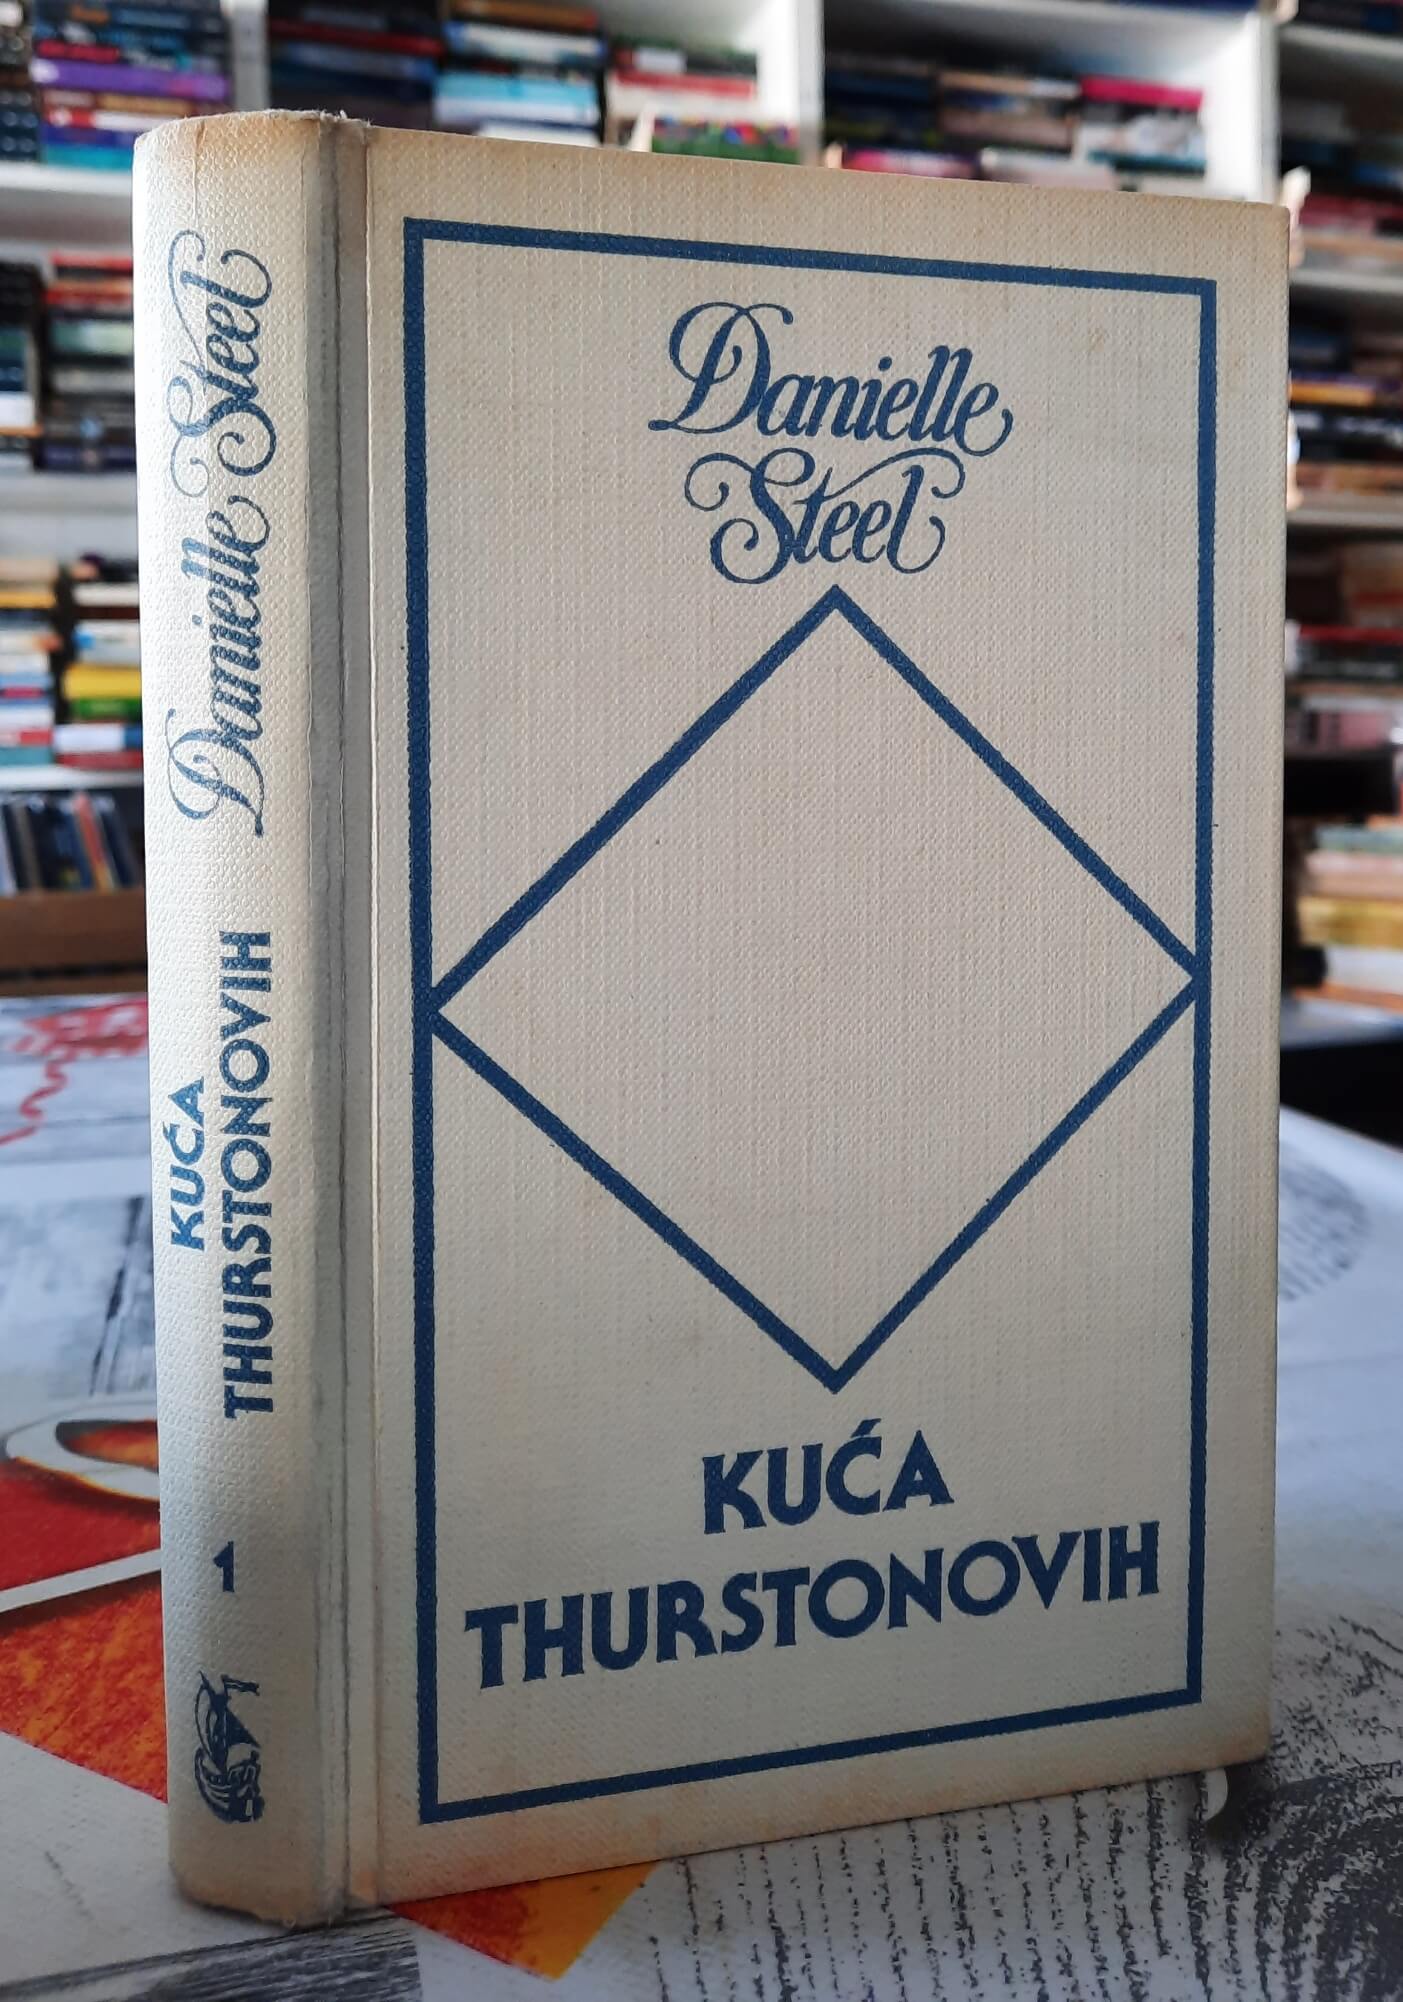 Danielle
Steel
KUĆA
THURSTONOVIH
Danielle Steel
KUĆA
THURSTONOVIH
1